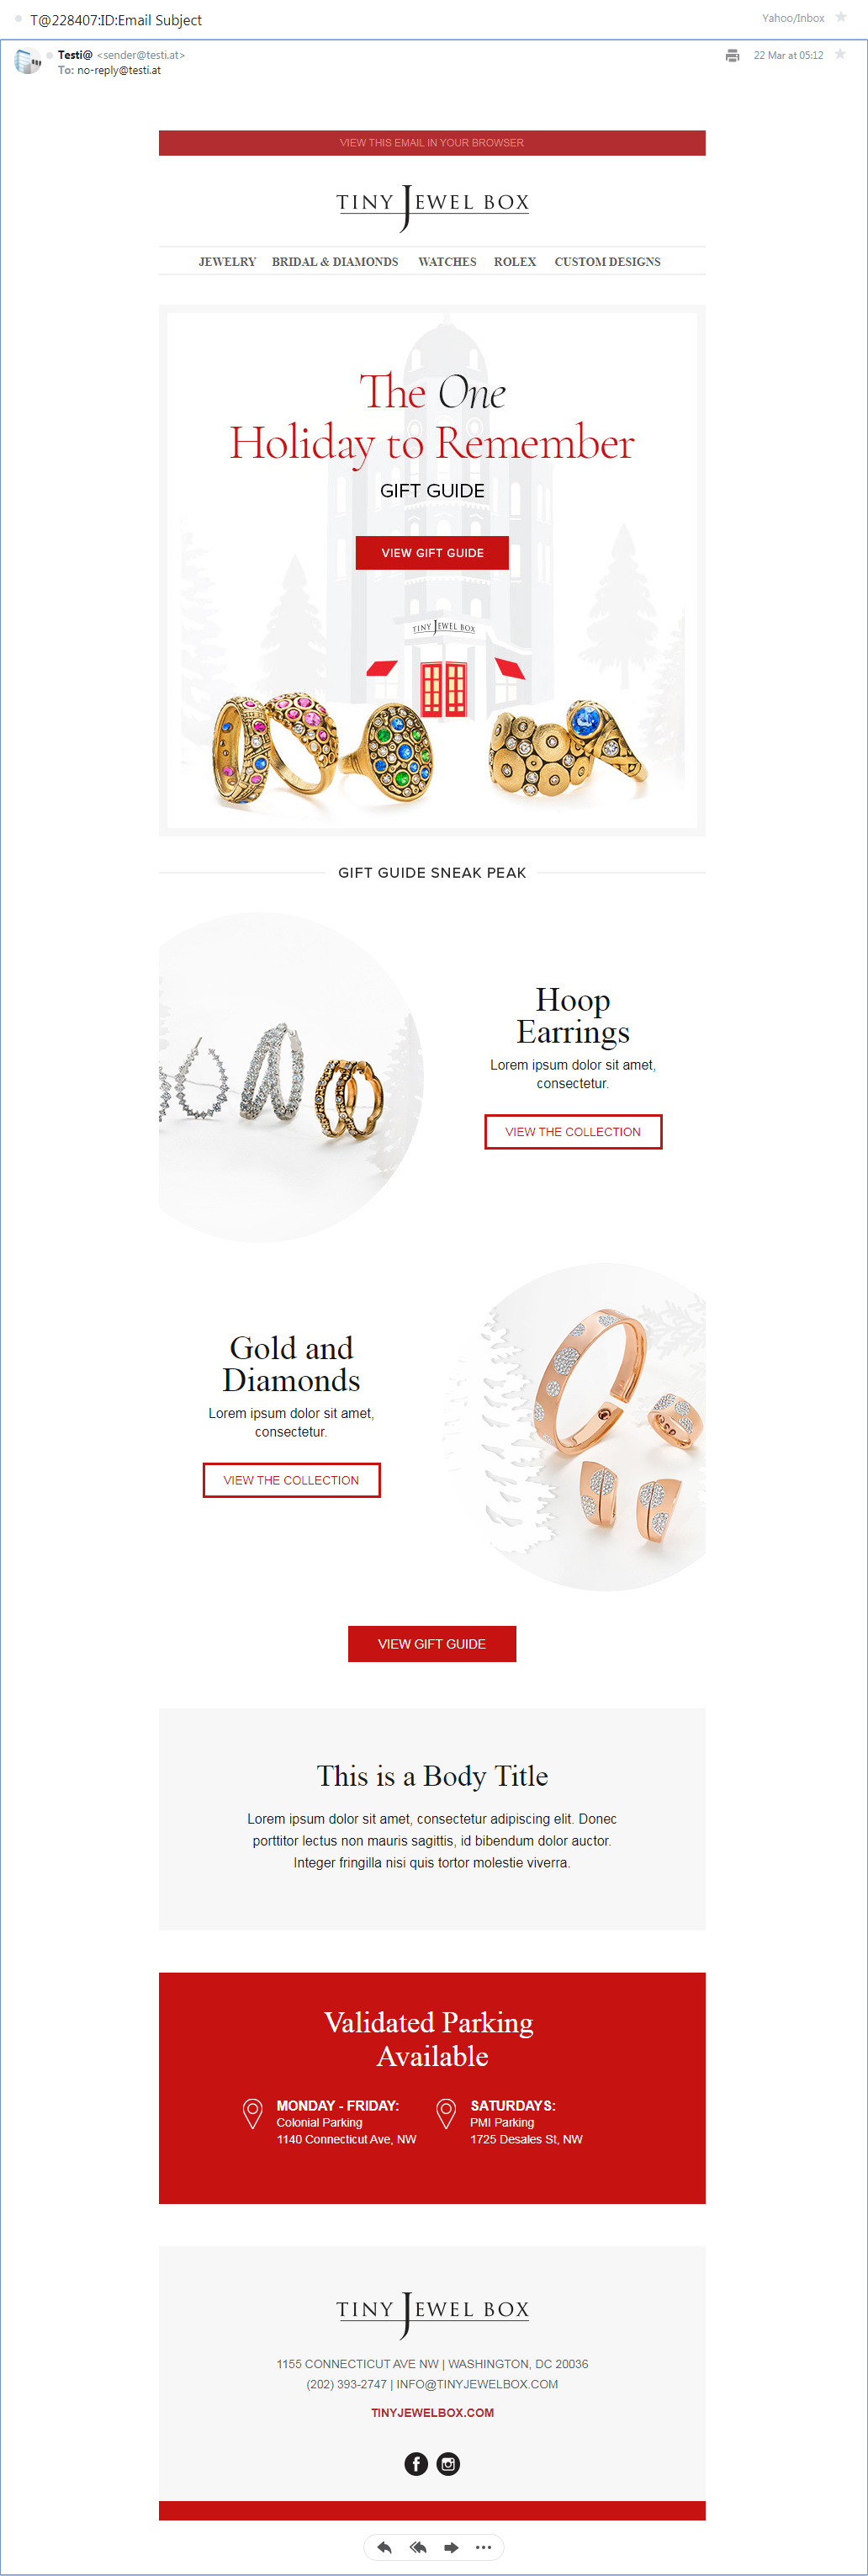 T@228407:ID:Email Subject
Yahoo/Inbox
Testi@ <sender@testi.at>
22 Mar at 05:12
To: no-reply@testi.at
VIEW THIS EMAIL IN YOUR BROWSER
TINY JEWEL BOX
JEWELRY BRIDAL & DIAMONDS WATCHES ROLEX CUSTOM DESIGNS
The One
Holiday to Remember
GIFT GUIDE
VIEW GIFT GUIDE
TINY JEWEL BOX
GIFT GUIDE SNEAK PEAK
Hoop
Earrings
Lorem ipsum dolor sit amet,
consectetur.
VIEW THE COLLECTION
Gold and
Diamonds
Lorem ipsum dolor sit amet,
consectetur.
VIEW THE COLLECTION
VIEW GIFT GUIDE
This is a Body Title
Lorem ipsum dolor sit amet, consectetur adipiscing elit. Donec
porttitor lectus non mauris sagittis, id bibendum dolor auctor.
Integer fringilla nisi quis tortor molestie viverra.
Validated Parking
Available
MONDAY - FRIDAY:
Colonial Parking
1140 Connecticut Ave, NW
SATURDAYS:
PMI Parking
1725 Desales St, NW
TINY JEWEL BOX
1155 CONNECTICUT AVE NW | WASHINGTON, DC 20036
(202) 393-2747 | INFO@TINYJEWELBOX.COM
TINYJEWELBOX.COM